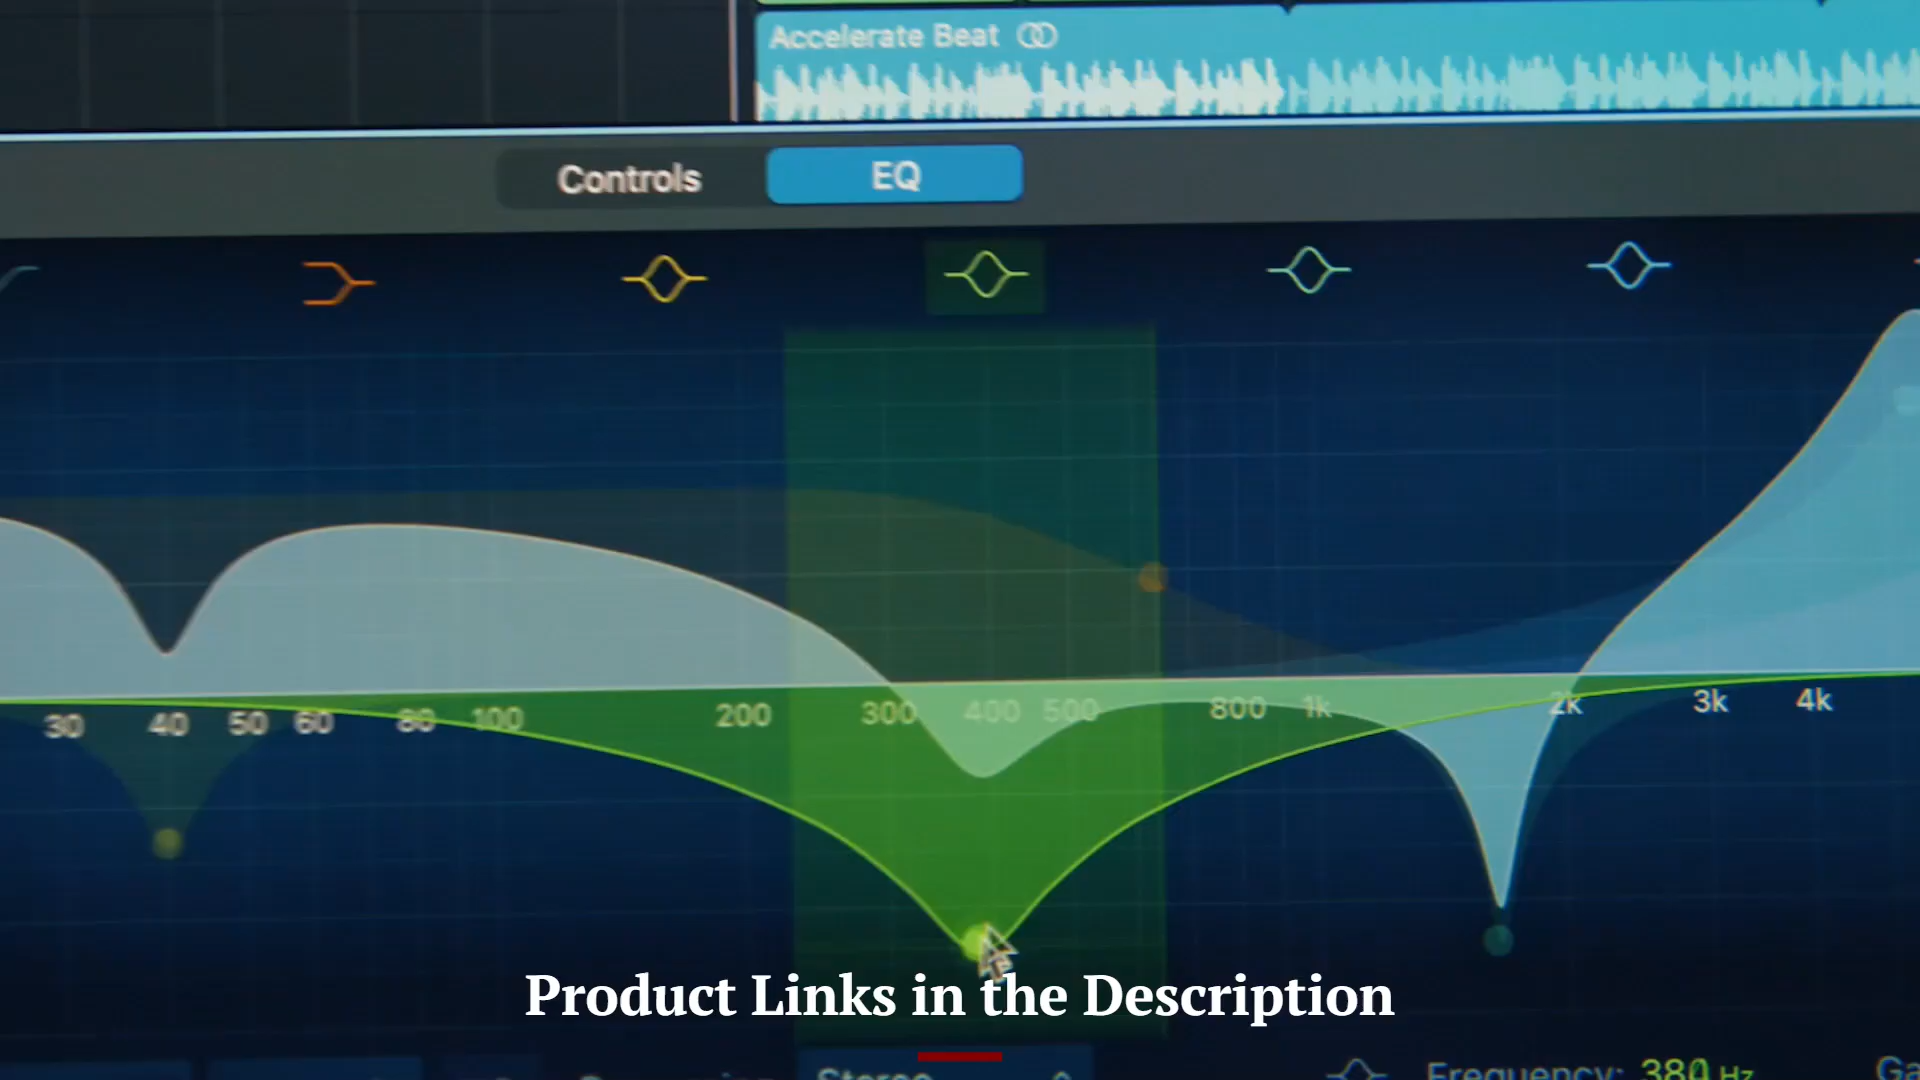 Accelerate Beat
Controls
EQ
30 40 50 60 80 100 200 300 400 500 800 1k 2k 3k 4k
Product Links in the Description
Stereo
Frequency: 380 Hz